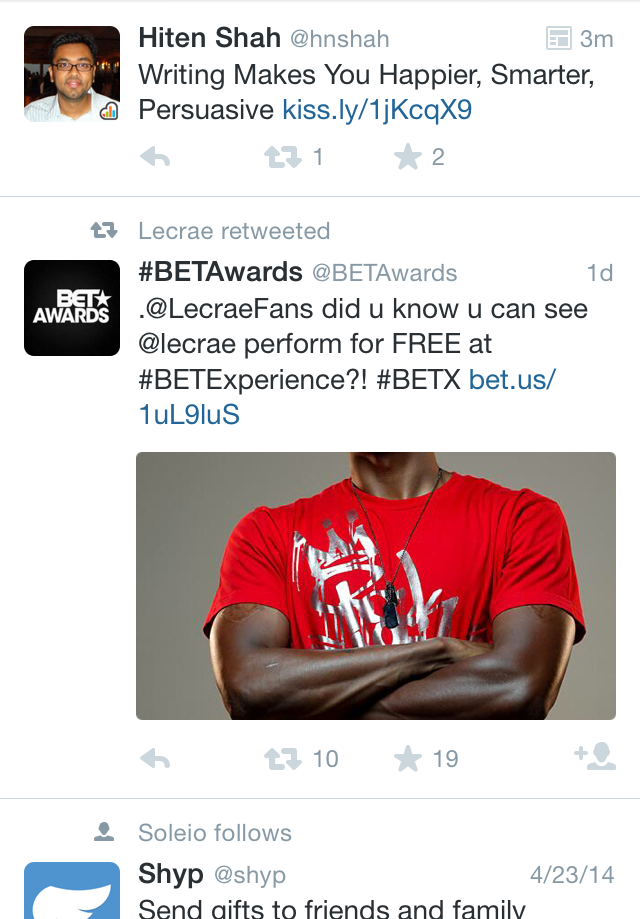 Hiten Shah @hnshah 3m
Writing Makes You Happier, Smarter,
Persuasive kiss.ly/1jKcqX9
1 2
Lecrae retweeted
BET★
AWARDS
#BETAwards @BETAwards 1d
.@LecraeFans did u know u can see
@lecrae perform for FREE at
#BETExperience?! #BETX bet.us/
1uL9luS
10 19
Soleio follows
Shyp @shyp 4/23/14
Send gifts to friends and family